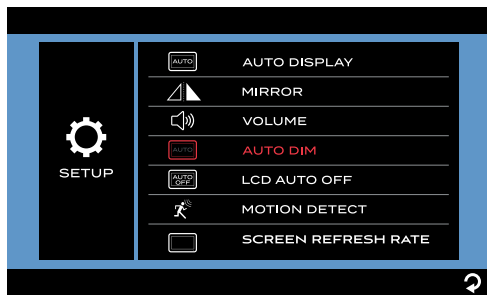 SETUP
AUTO
AUTO DISPLAY
MIRROR
VOLUME
AUTO
AUTO DIM
AUTO
OFF
LCD AUTO OFF
MOTION DETECT
SCREEN REFRESH RATE